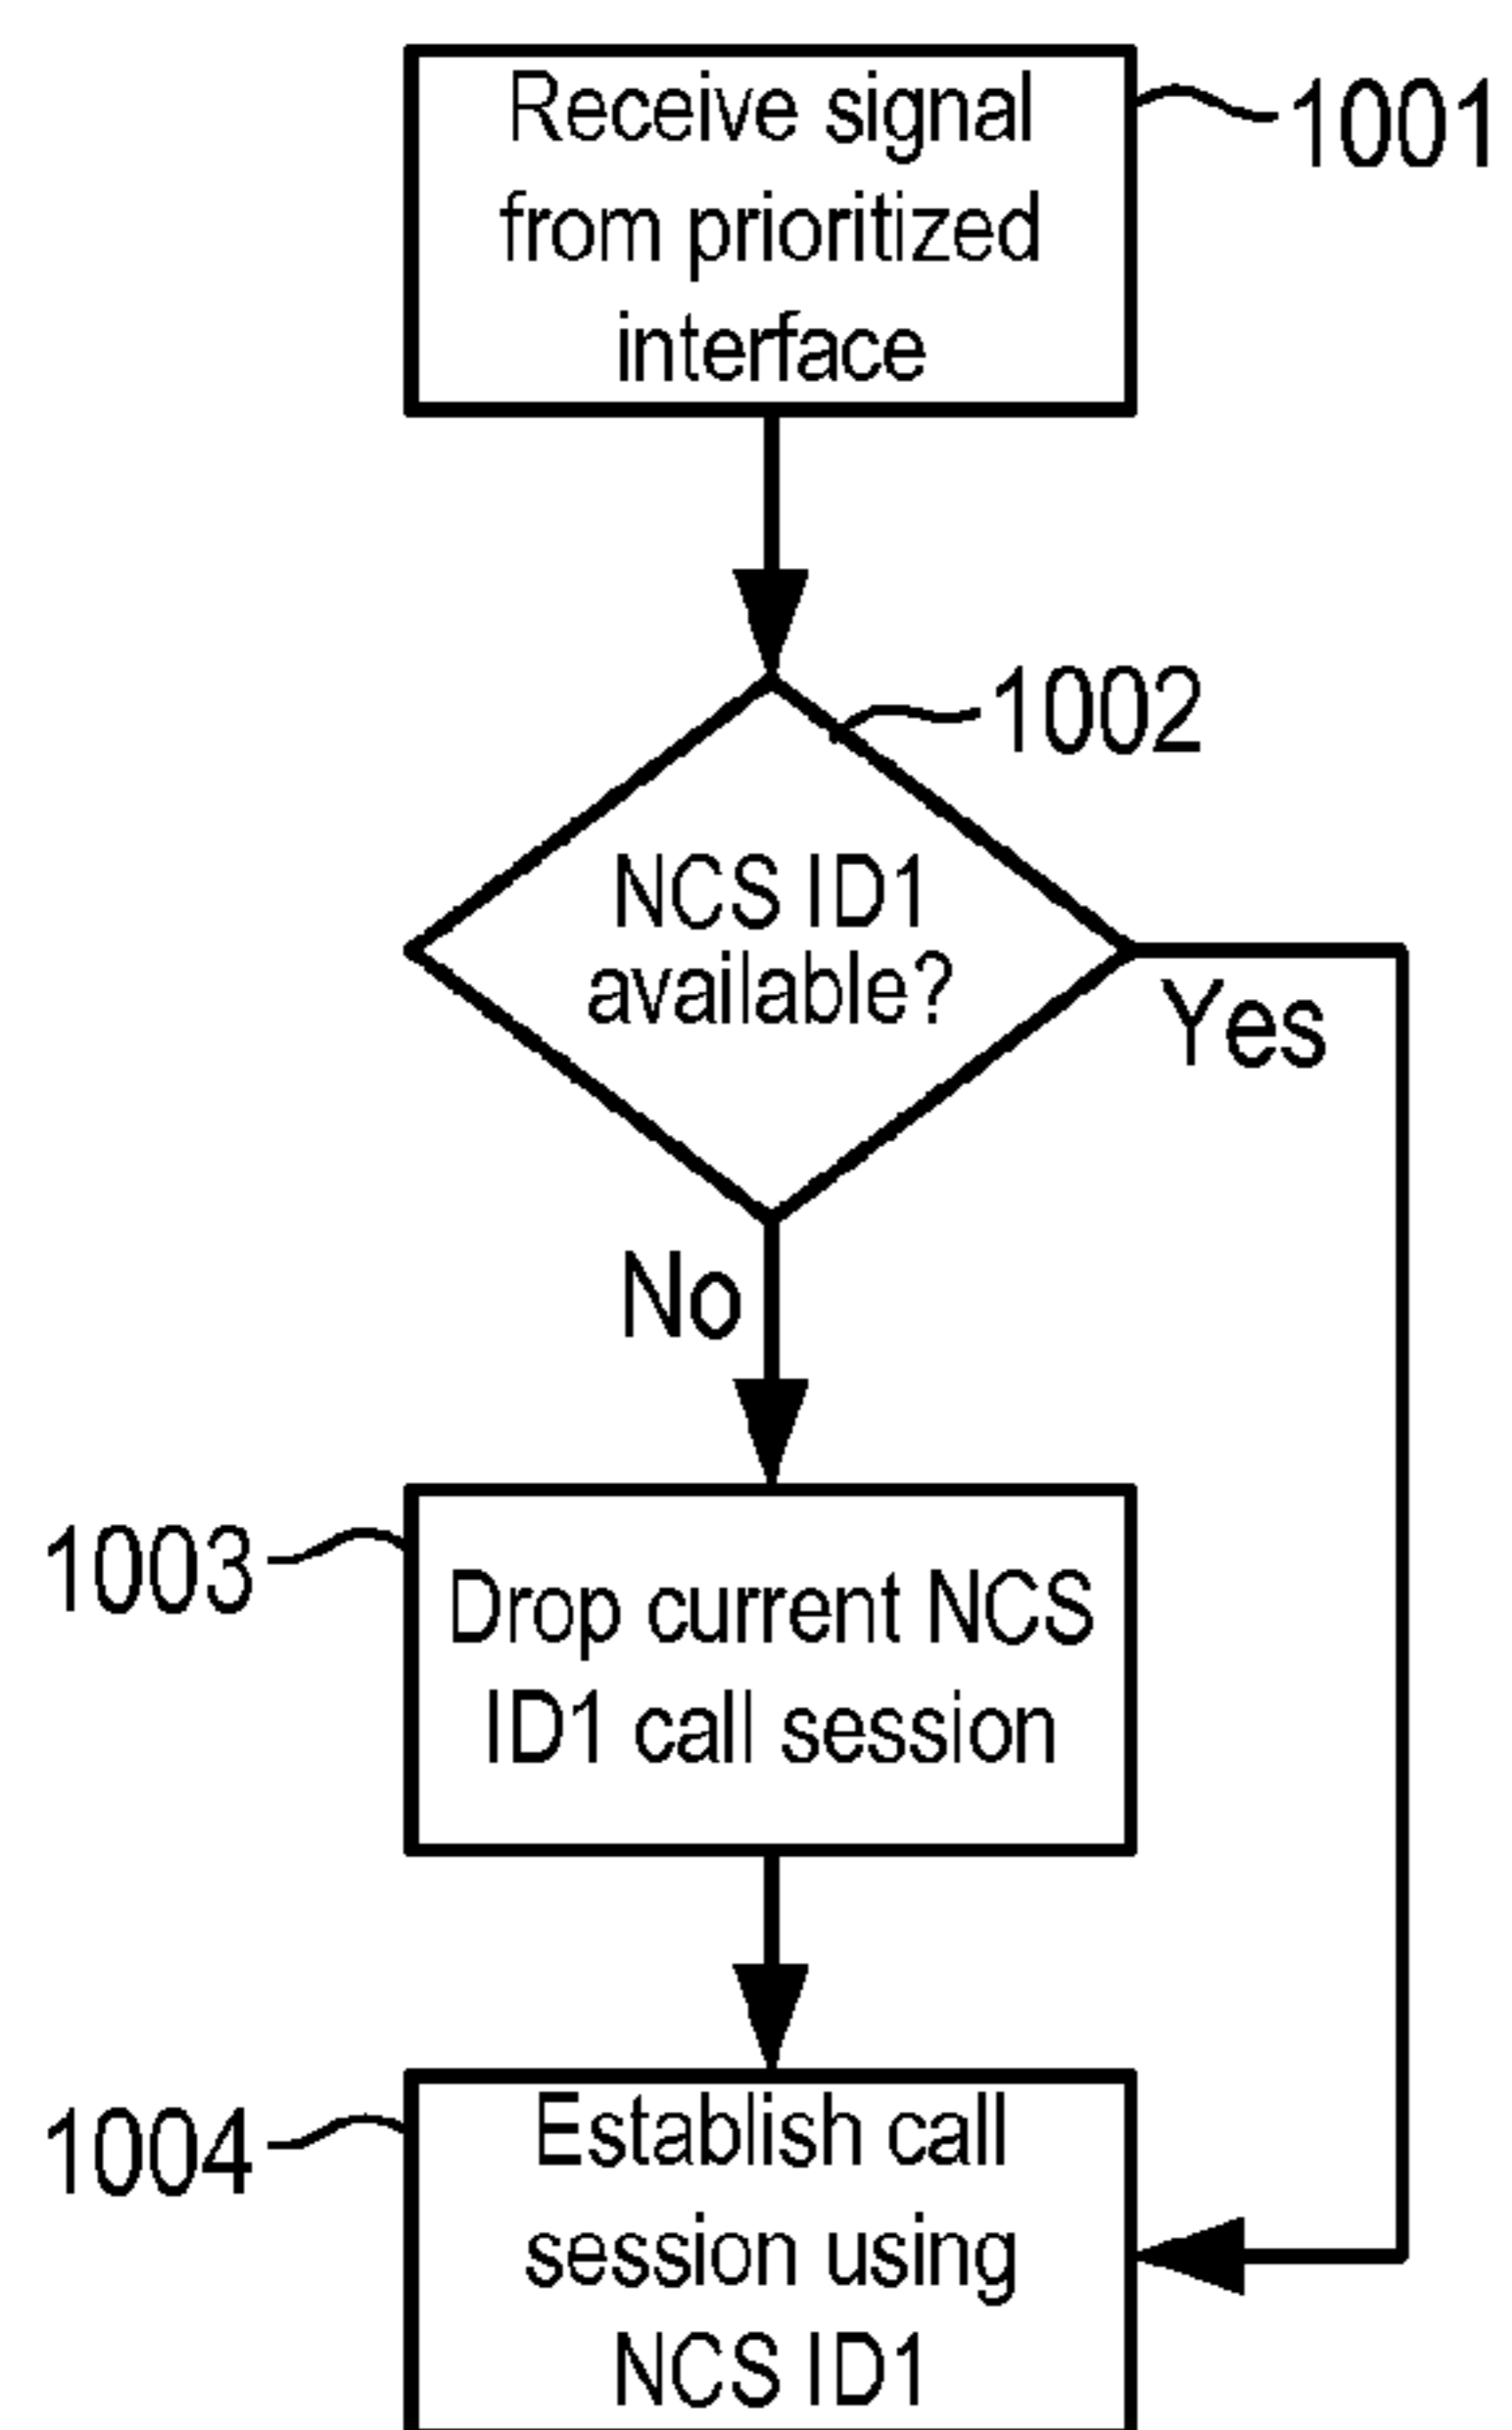 Receive signal
from prioritized
interface
1001
1002
NCS ID1
available?
Yes
No
1003
Drop current NCS
ID1 call session
1004
Establish call
session using
NCS ID1